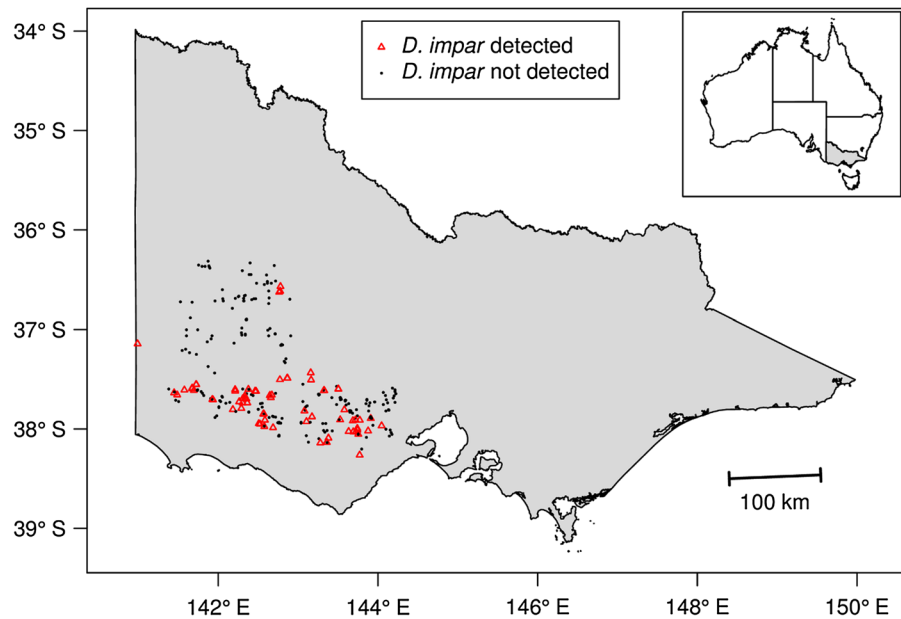 D. impar detected
D. impar not detected
34° S
35° S
36° S
37° S
38° S
39° S
100 km
142° E
144° E
146° E
148° E
150° E